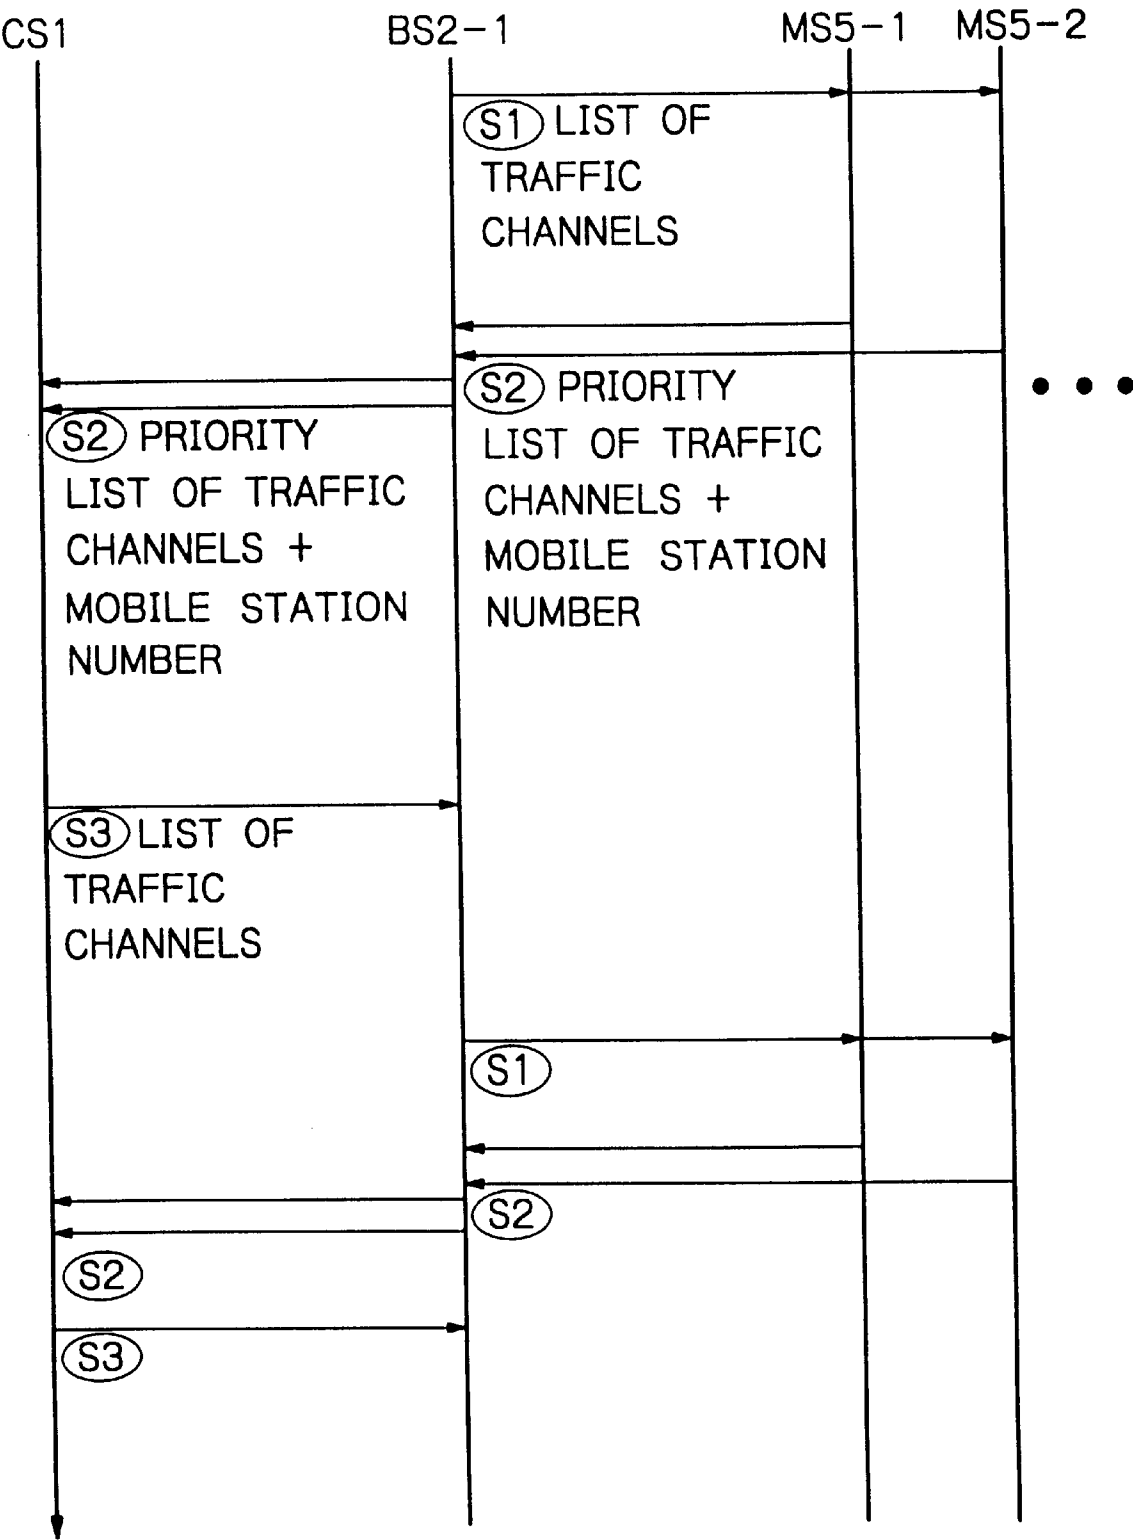 CS1 BS2-1 MS5-1 MS5-2
S1 LIST OF
TRAFFIC
CHANNELS
S2 PRIORITY
LIST OF TRAFFIC
CHANNELS +
MOBILE STATION
NUMBER
S2 PRIORITY
LIST OF TRAFFIC
CHANNELS +
MOBILE STATION
NUMBER
S3 LIST OF
TRAFFIC
CHANNELS
S1
S2
S2
S3